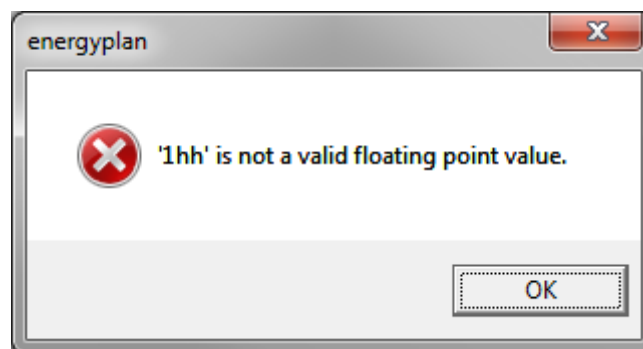 energyplan
'1hh' is not a valid floating point value.
OK